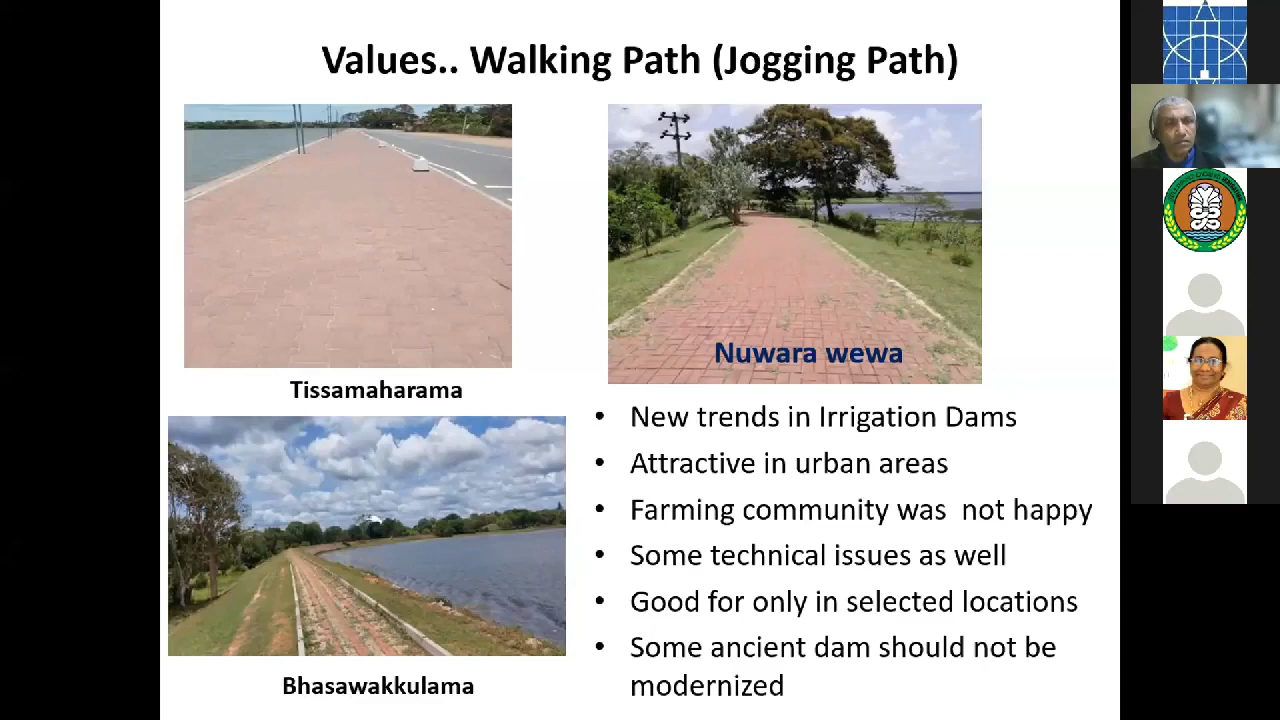 Values.. Walking Path (Jogging Path)
Nuwara wewa
Tissamaharama
Bhasawakkulama
• New trends in Irrigation Dams
• Attractive in urban areas
• Farming community was not happy
• Some technical issues as well
• Good for only in selected locations
• Some ancient dam should not be
modernized